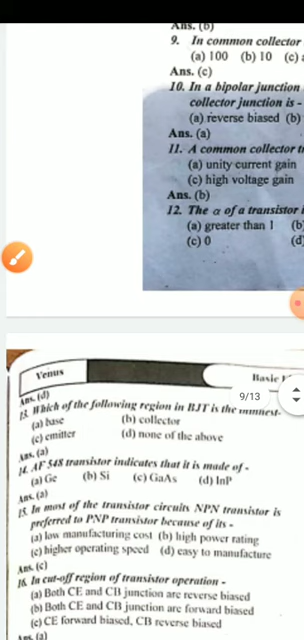 Ans. (b)
9. In common collector
(a) 100 (b) 10 (c)
Ans. (c)
10. In a bipolar junction
collector junction is -
(a) reverse biased (b)
Ans. (a)
11. A common collector
(a) unity current gain
(c) high voltage gain
Ans. (b)
12. The α of a transistor
(a) greater than 1 (b
(c) 0 (d)
Venus
Basic
9/13
Ans. (d)
13. Which of the following region in BJT is the thinnest-
(a) base (b) collector
(c) emitter (d) none of the above
Ans. (a)
14. AF 548 transistor indicates that it is made of -
(a) Ge (b) Si (c) GaAs (d) InP
Ans. (a)
15. In most of the transistor circuits NPN transistor is
preferred to PNP transistor because of its -
(a) low manufacturing cost (b) high power rating
(c) higher operating speed (d) easy to manufacture
Ans. (c)
16. In cut-off region of transistor operation -
(a) Both CE and CB junction are reverse biased
(b) Both CE and CB junction are forward biased
(c) CE forward biased, CB reverse biased
Ans. (a)